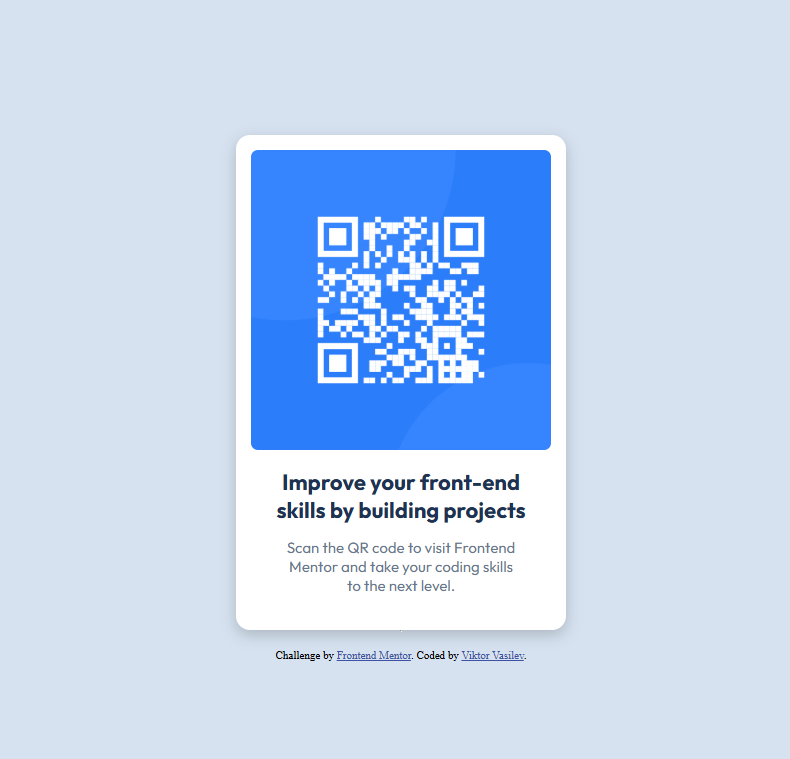 Improve your front-end
skills by building projects
Scan the QR code to visit Frontend
Mentor and take your coding skills
to the next level.
Challenge by Frontend Mentor. Coded by Viktor Vasilev.